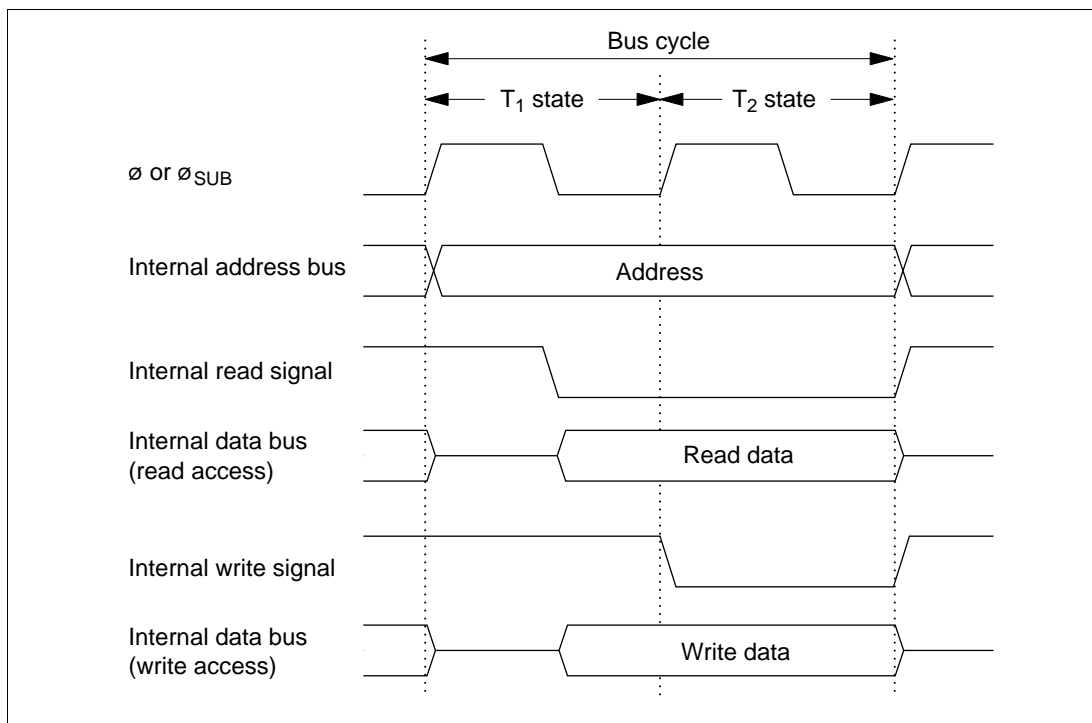 Bus cycle
T₁ state
T₂ state
ø or øSUB
Internal address bus
Address
Internal read signal
Internal data bus
(read access)
Read data
Internal write signal
Internal data bus
(write access)
Write data